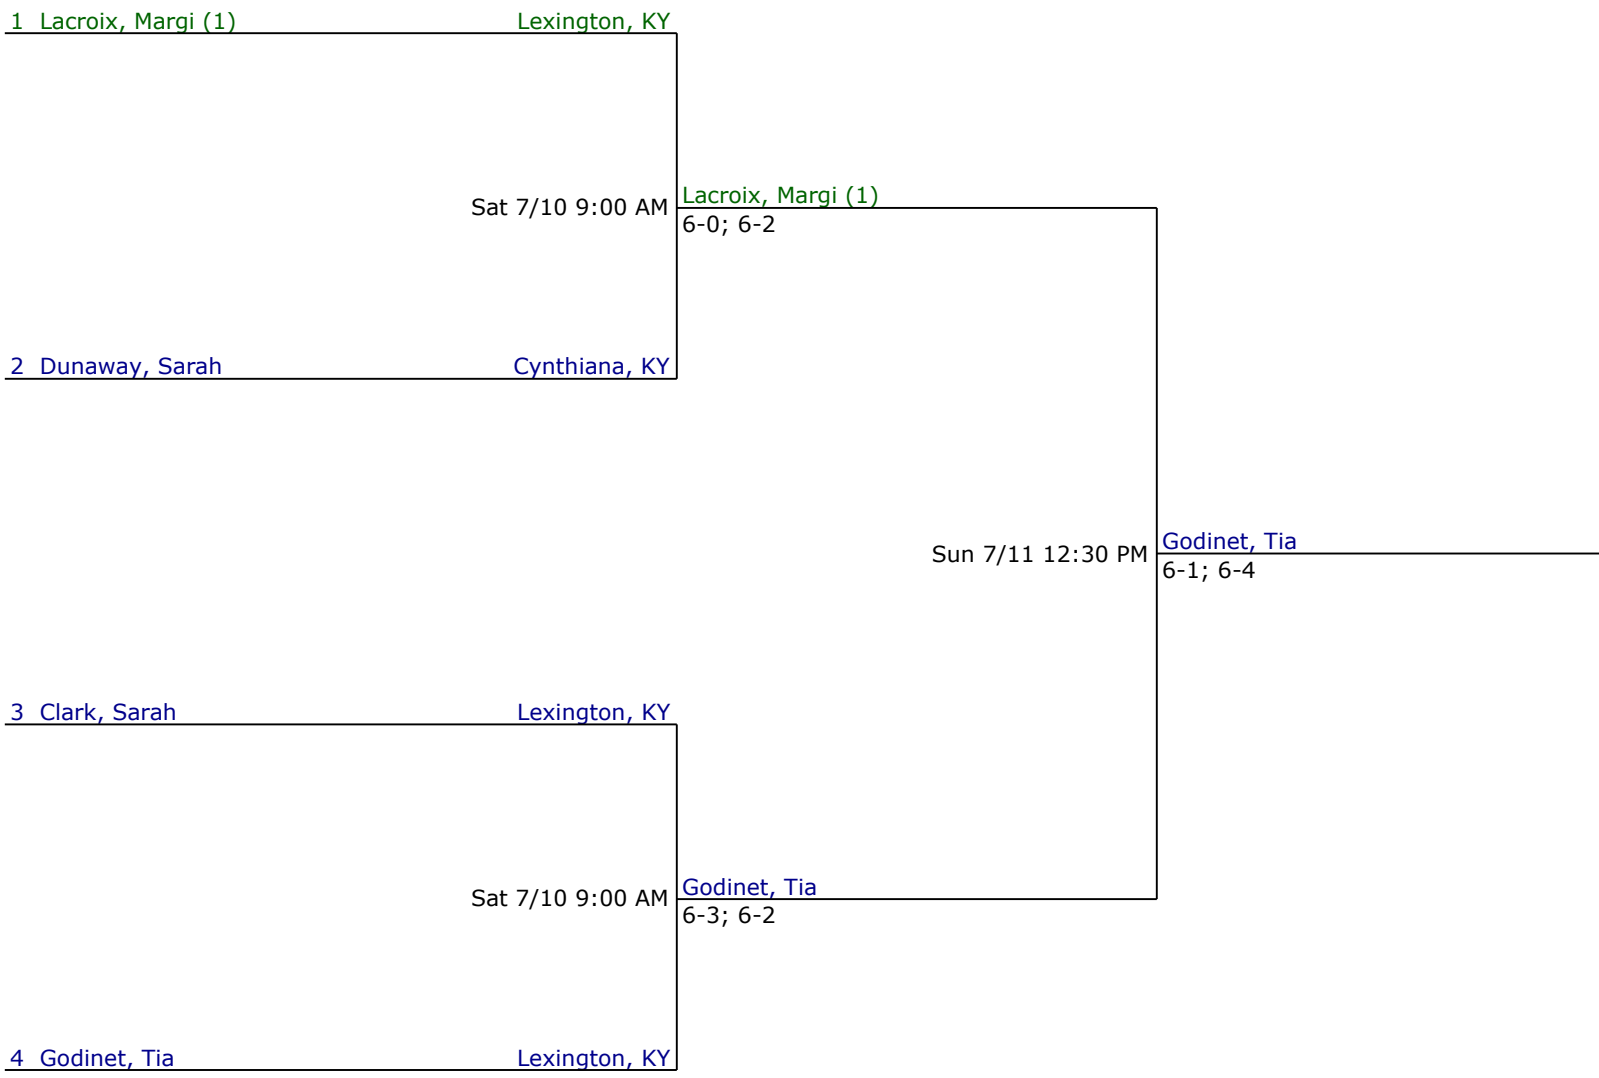 1 Lacroix, Margi (1) Lexington, KY
Sat 7/10 9:00 AM Lacroix, Margi (1)
6-0; 6-2
2 Dunaway, Sarah Cynthiana, KY
Sun 7/11 12:30 PM Godinet, Tia
6-1; 6-4
3 Clark, Sarah Lexington, KY
Sat 7/10 9:00 AM Godinet, Tia
6-3; 6-2
4 Godinet, Tia Lexington, KY